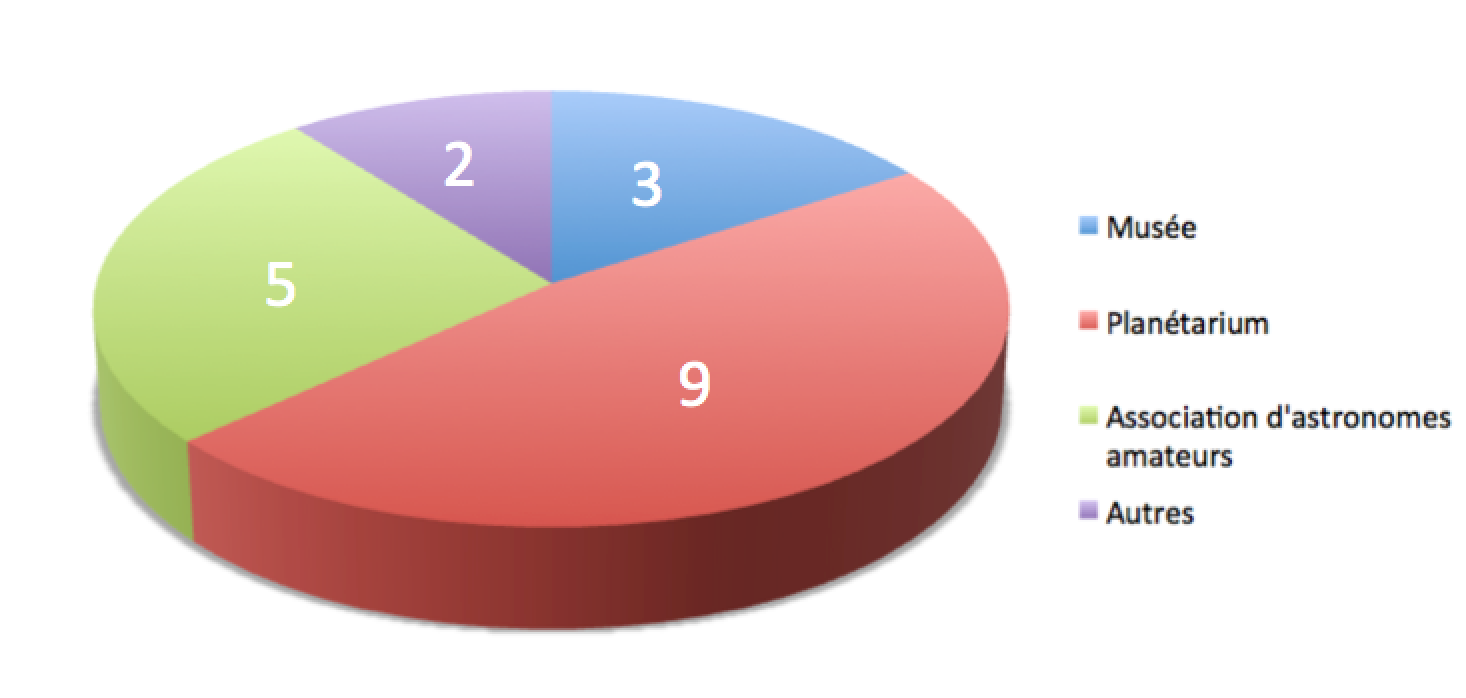 2
3
5
9
Musée
Planétarium
Association d'astronomes
amateurs
Autres